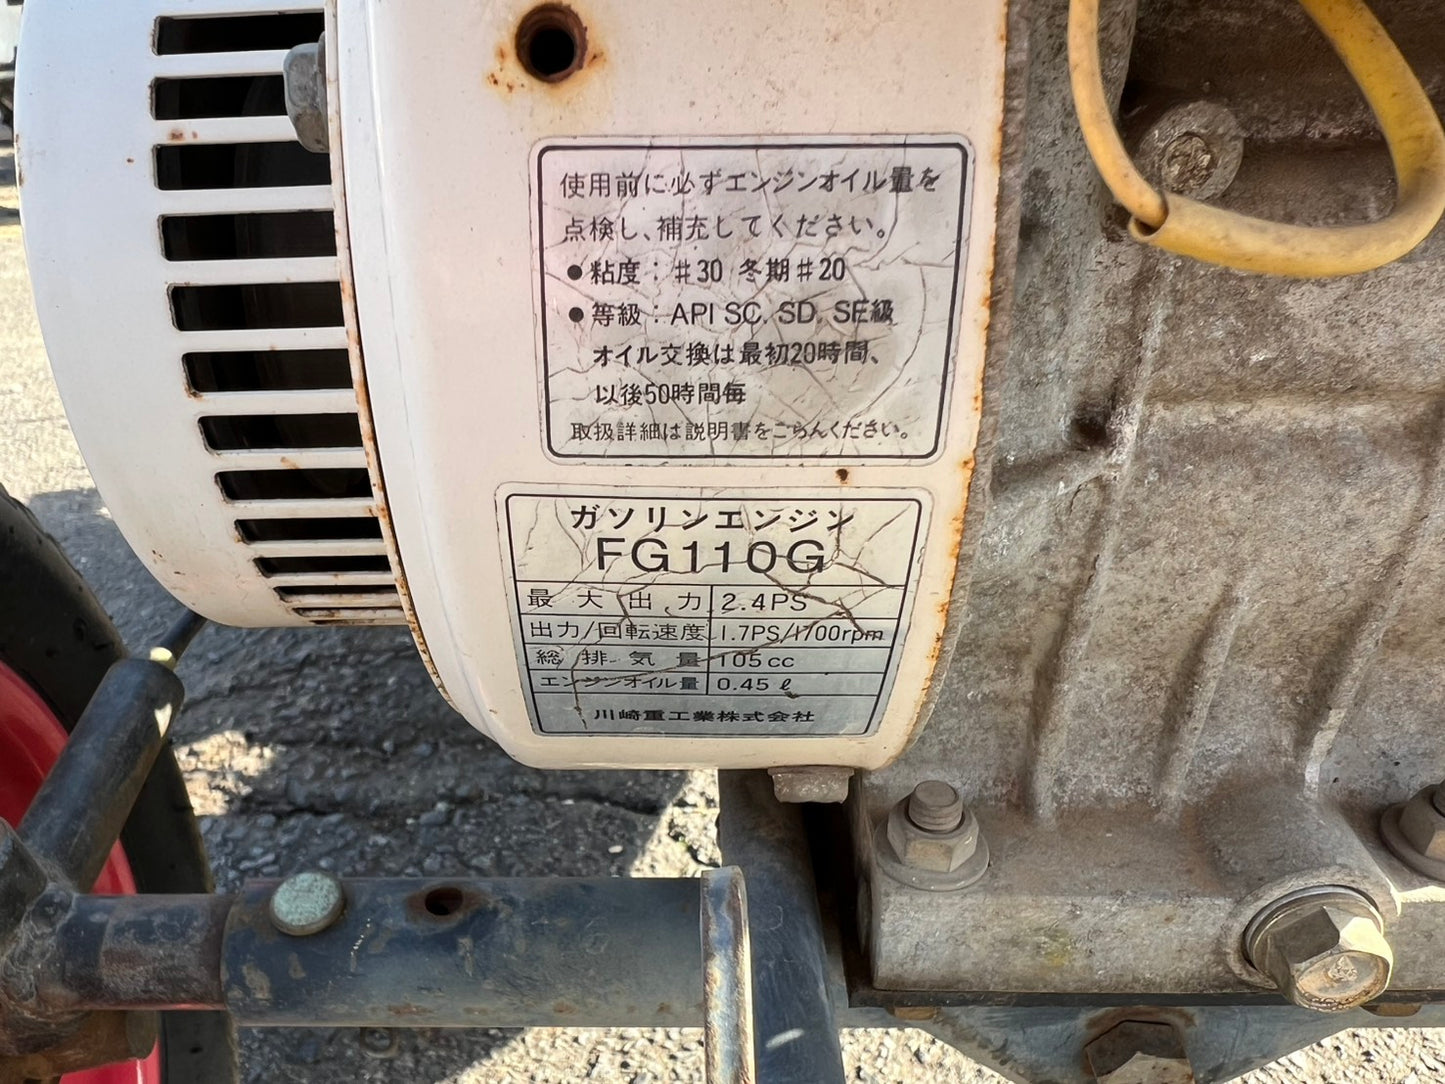 使用前に必ずエンジンオイル量を
点検し、補充してください。
●粘度：♯30 冬期♯20
●等級：API SC. SD. SE級
オイル交換は最初20時間、
以後50時間毎
取扱詳細は説明書をごらんください。
ガソリンエンジン
FG110G
最大出力 2.4PS
出力/回転速度 1.7PS/1700rpm
総排気量 105cc
エンジンオイル量 0.45ℓ
川崎重工業株式会社